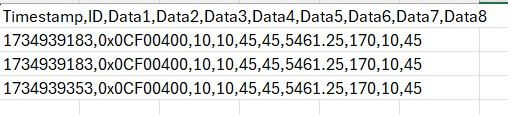 Timestamp,ID,Data1,Data2,Data3,Data4,Data5,Data6,Data7,Data8
1734939183,0x0CF00400,10,10,45,45,5461.25,170,10,45
1734939183,0x0CF00400,10,10,45,45,5461.25,170,10,45
1734939353,0x0CF00400,10,10,45,45,5461.25,170,10,45